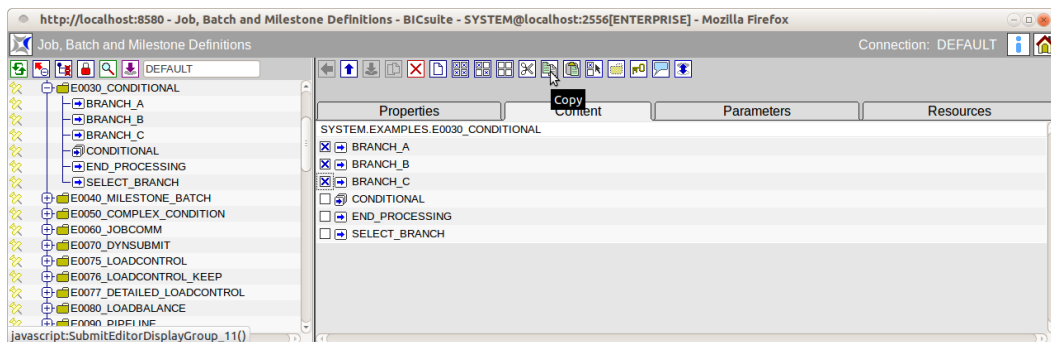 http://localhost:8580 - Job, Batch and Milestone Definitions - BICsuite - SYSTEM@localhost:2556[ENTERPRISE] - Mozilla Firefox
Job, Batch and Milestone Definitions
Connection: DEFAULT
DEFAULT
E0030_CONDITIONAL
BRANCH_A
BRANCH_B
BRANCH_C
CONDITIONAL
END_PROCESSING
SELECT_BRANCH
E0040_MILESTONE_BATCH
E0050_COMPLEX_CONDITION
E0060_JOBCOMM
E0070_DYNSUBMIT
E0075_LOADCONTROL
E0076_LOADCONTROL_KEEP
E0077_DETAILED_LOADCONTROL
E0080_LOADBALANCE
E0090_PIPELINE
javascript:SubmitEditorDisplayGroup_11()
Copy
Properties
Content
Parameters
Resources
SYSTEM.EXAMPLES.E0030_CONDITIONAL
BRANCH_A
BRANCH_B
BRANCH_C
CONDITIONAL
END_PROCESSING
SELECT_BRANCH